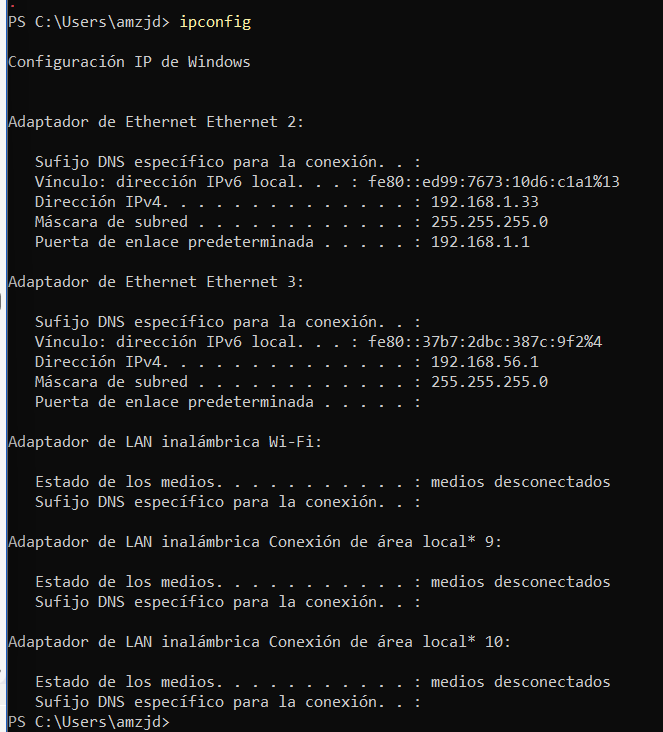 PS C:\Users\amzjd> ipconfig
Configuración IP de Windows
Adaptador de Ethernet Ethernet 2:
   Sufijo DNS específico para la conexión. . :
   Vínculo: dirección IPv6 local. . . : fe80::ed99:7673:10d6:c1a1%13
   Dirección IPv4. . . . . . . . . . . . . . : 192.168.1.33
   Máscara de subred . . . . . . . . . . . . : 255.255.255.0
   Puerta de enlace predeterminada . . . . . : 192.168.1.1
Adaptador de Ethernet Ethernet 3:
   Sufijo DNS específico para la conexión. . :
   Vínculo: dirección IPv6 local. . . : fe80::37b7:2dbc:387c:9f2%4
   Dirección IPv4. . . . . . . . . . . . . . : 192.168.56.1
   Máscara de subred . . . . . . . . . . . . : 255.255.255.0
   Puerta de enlace predeterminada . . . . . :
Adaptador de LAN inalámbrica Wi-Fi:
   Estado de los medios. . . . . . . . . . . : medios desconectados
   Sufijo DNS específico para la conexión. . :
Adaptador de LAN inalámbrica Conexión de área local* 9:
   Estado de los medios. . . . . . . . . . . : medios desconectados
   Sufijo DNS específico para la conexión. . :
Adaptador de LAN inalámbrica Conexión de área local* 10:
   Estado de los medios. . . . . . . . . . . : medios desconectados
   Sufijo DNS específico para la conexión. . :
PS C:\Users\amzjd>